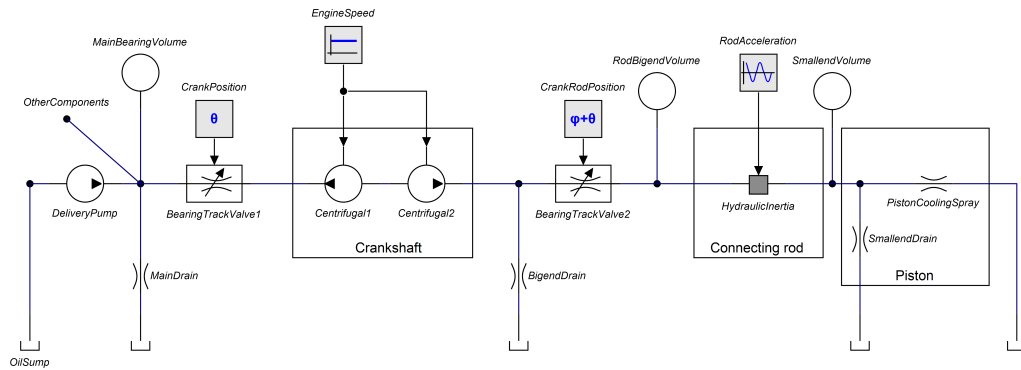 EngineSpeed
MainBearingVolume
RodAcceleration
RodBigendVolume
SmallendVolume
CrankPosition
CrankRodPosition
OtherComponents
θ
φ+θ
DeliveryPump
BearingTrackValve1
Centrifugal1
Centrifugal2
BearingTrackValve2
HydraulicInertia
PistonCoolingSpray
SmallendDrain
Crankshaft
Connecting rod
MainDrain
BigendDrain
Piston
OilSump